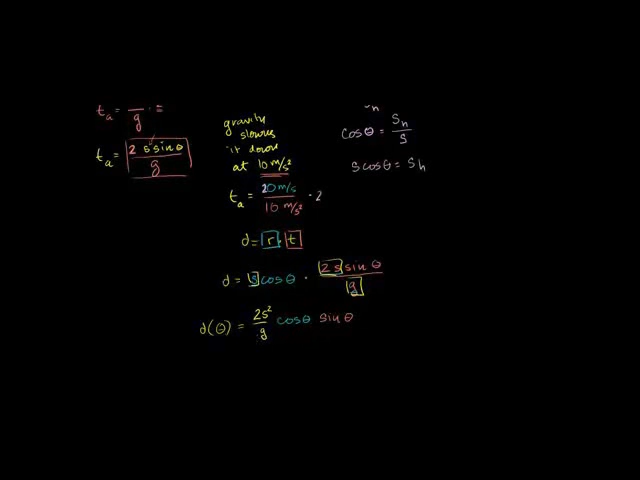 tₐ = /g · =
tₐ = 2 s sin θ / g
gravity
slows
it down
at 10 m/s²
tₐ = 20 m/s / 10 m/s² · 2
d = r · t
d = s cos θ · 2 s sin θ / g
d(θ) = 2s²/g cos θ sin θ
cos θ = Sₕ / S
s cos θ = Sₕ